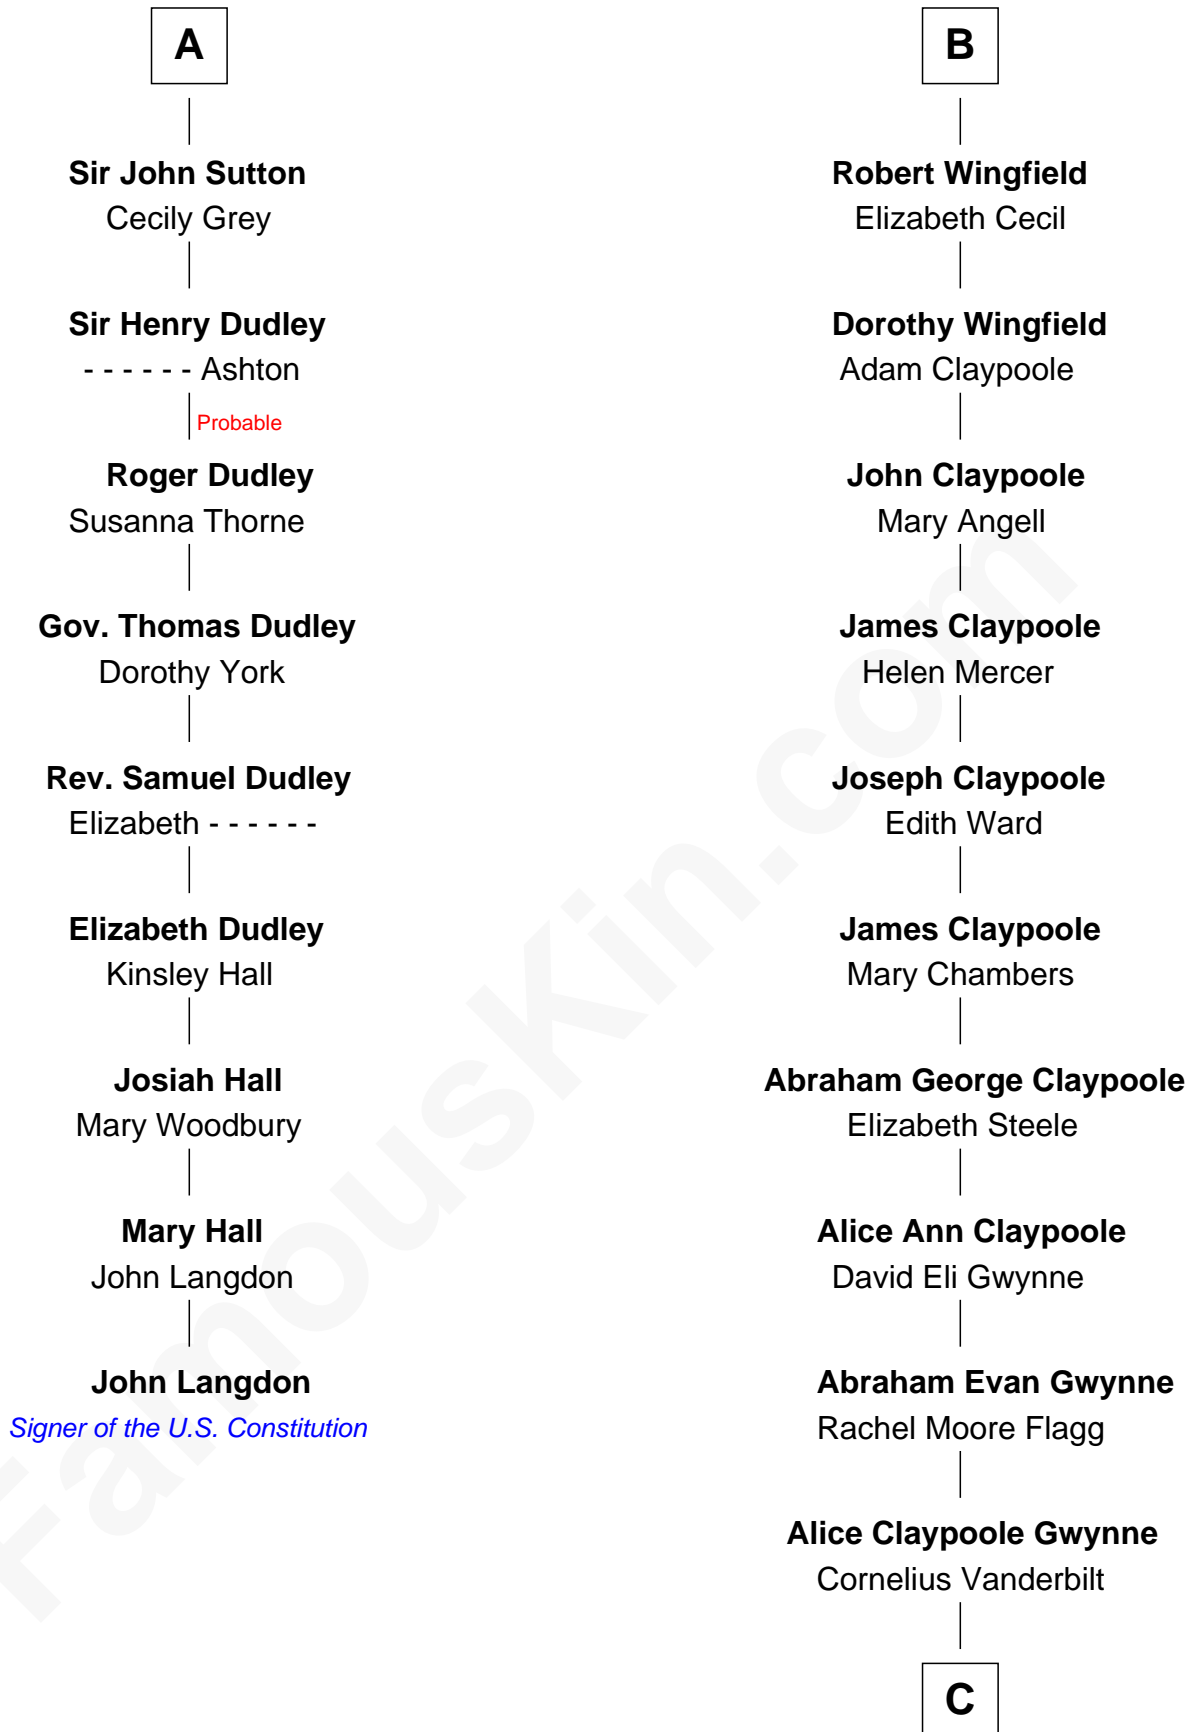 A
Sir John Sutton
Cecily Grey
Sir Henry Dudley
- - - - - - Ashton
Probable
Roger Dudley
Susanna Thorne
Gov. Thomas Dudley
Dorothy York
Rev. Samuel Dudley
Elizabeth - - - - - -
Elizabeth Dudley
Kinsley Hall
Josiah Hall
Mary Woodbury
Mary Hall
John Langdon
John Langdon
Signer of the U.S. Constitution
B
Robert Wingfield
Elizabeth Cecil
Dorothy Wingfield
Adam Claypoole
John Claypoole
Mary Angell
James Claypoole
Helen Mercer
Joseph Claypoole
Edith Ward
James Claypoole
Mary Chambers
Abraham George Claypoole
Elizabeth Steele
Alice Ann Claypoole
David Eli Gwynne
Abraham Evan Gwynne
Rachel Moore Flagg
Alice Claypoole Gwynne
Cornelius Vanderbilt
C
FamousKin.com